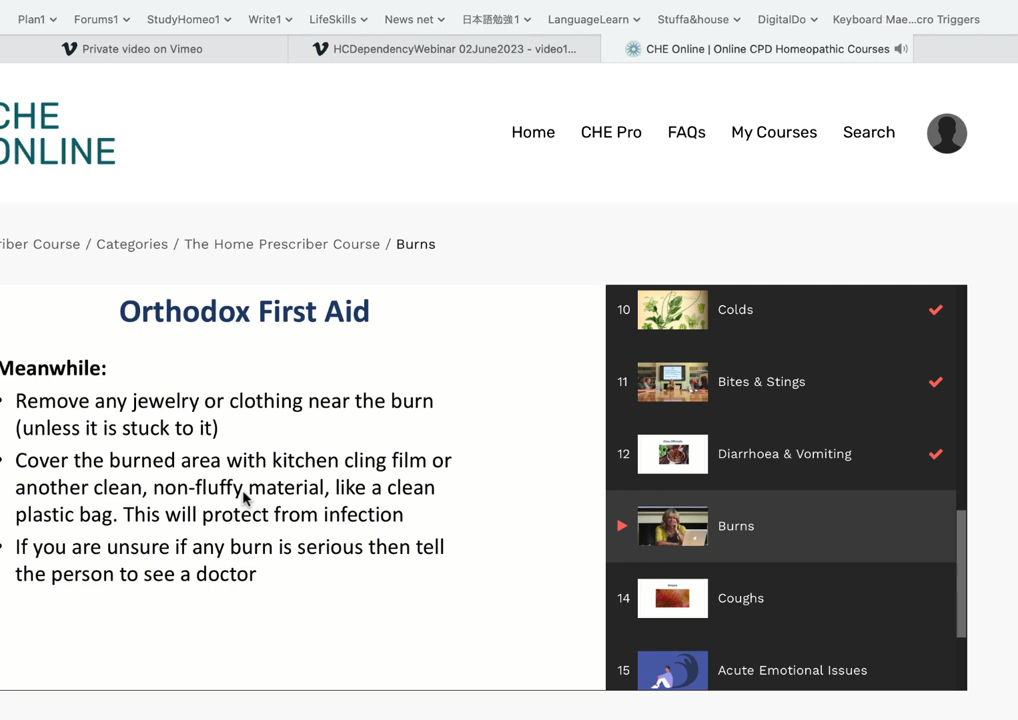 Plan1 Forums1 StudyHomeo1 Write1 LifeSkills News net 日本語勉強1 LanguageLearn Stuffa&house DigitalDo Keyboard Mae...cro Triggers
Private video on Vimeo HCDependencyWebinar 02June2023 - video1... CHE Online | Online CPD Homeopathic Courses
CHE
ONLINE
Home CHE Pro FAQs My Courses Search
riber Course / Categories / The Home Prescriber Course / Burns
Orthodox First Aid
Meanwhile:
Remove any jewelry or clothing near the burn
(unless it is stuck to it)
Cover the burned area with kitchen cling film or
another clean, non-fluffy material, like a clean
plastic bag. This will protect from infection
If you are unsure if any burn is serious then tell
the person to see a doctor
10 Colds
11 Bites & Stings
12 Diarrhoea & Vomiting
Burns
14 Coughs
15 Acute Emotional Issues